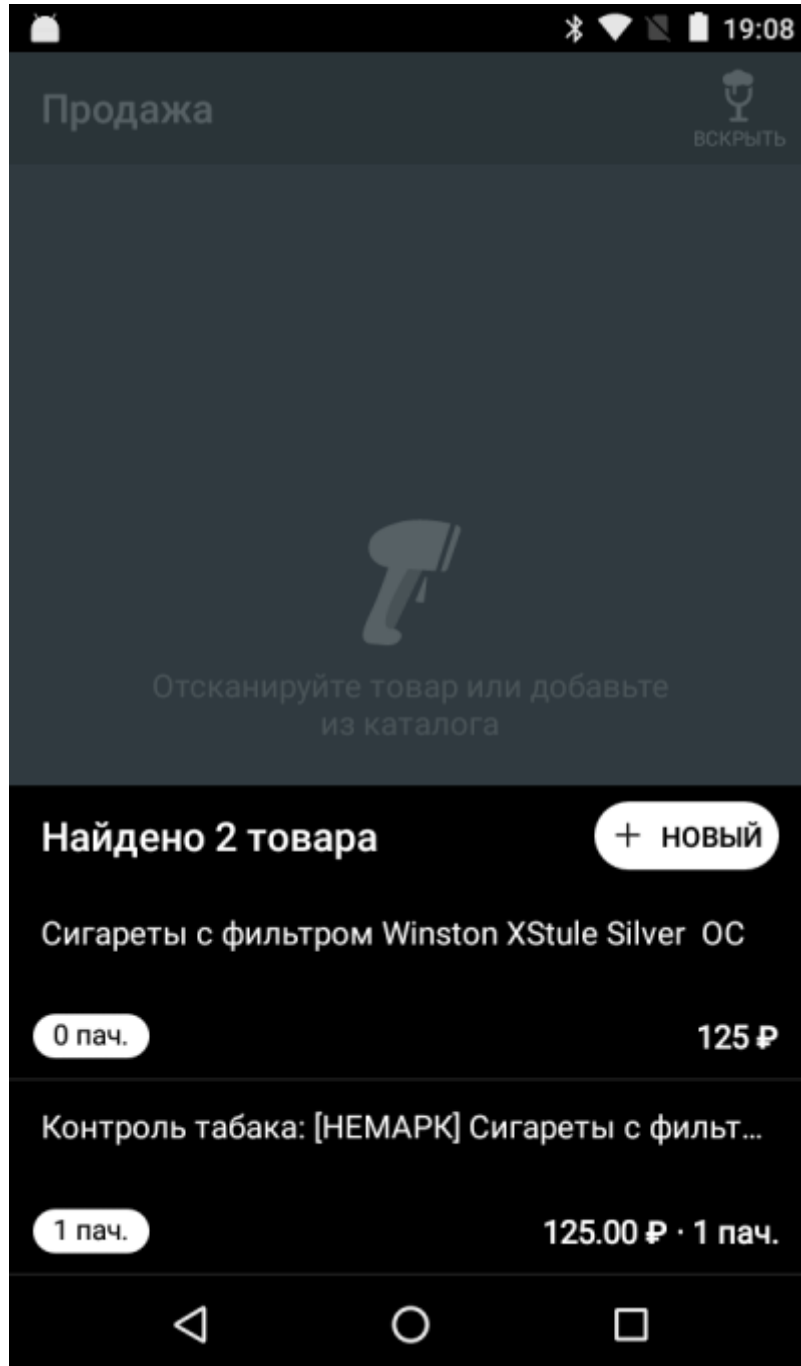 19:08
Продажа
ВСКРЫТЬ
Отсканируйте товар или добавьте
из каталога
Найдено 2 товара
+ НОВЫЙ
Сигареты с фильтром Winston XStule Silver OC
0 пач.
125 ₽
Контроль табака: [НЕМАРК] Сигареты с фильт...
1 пач.
125.00 ₽ · 1 пач.